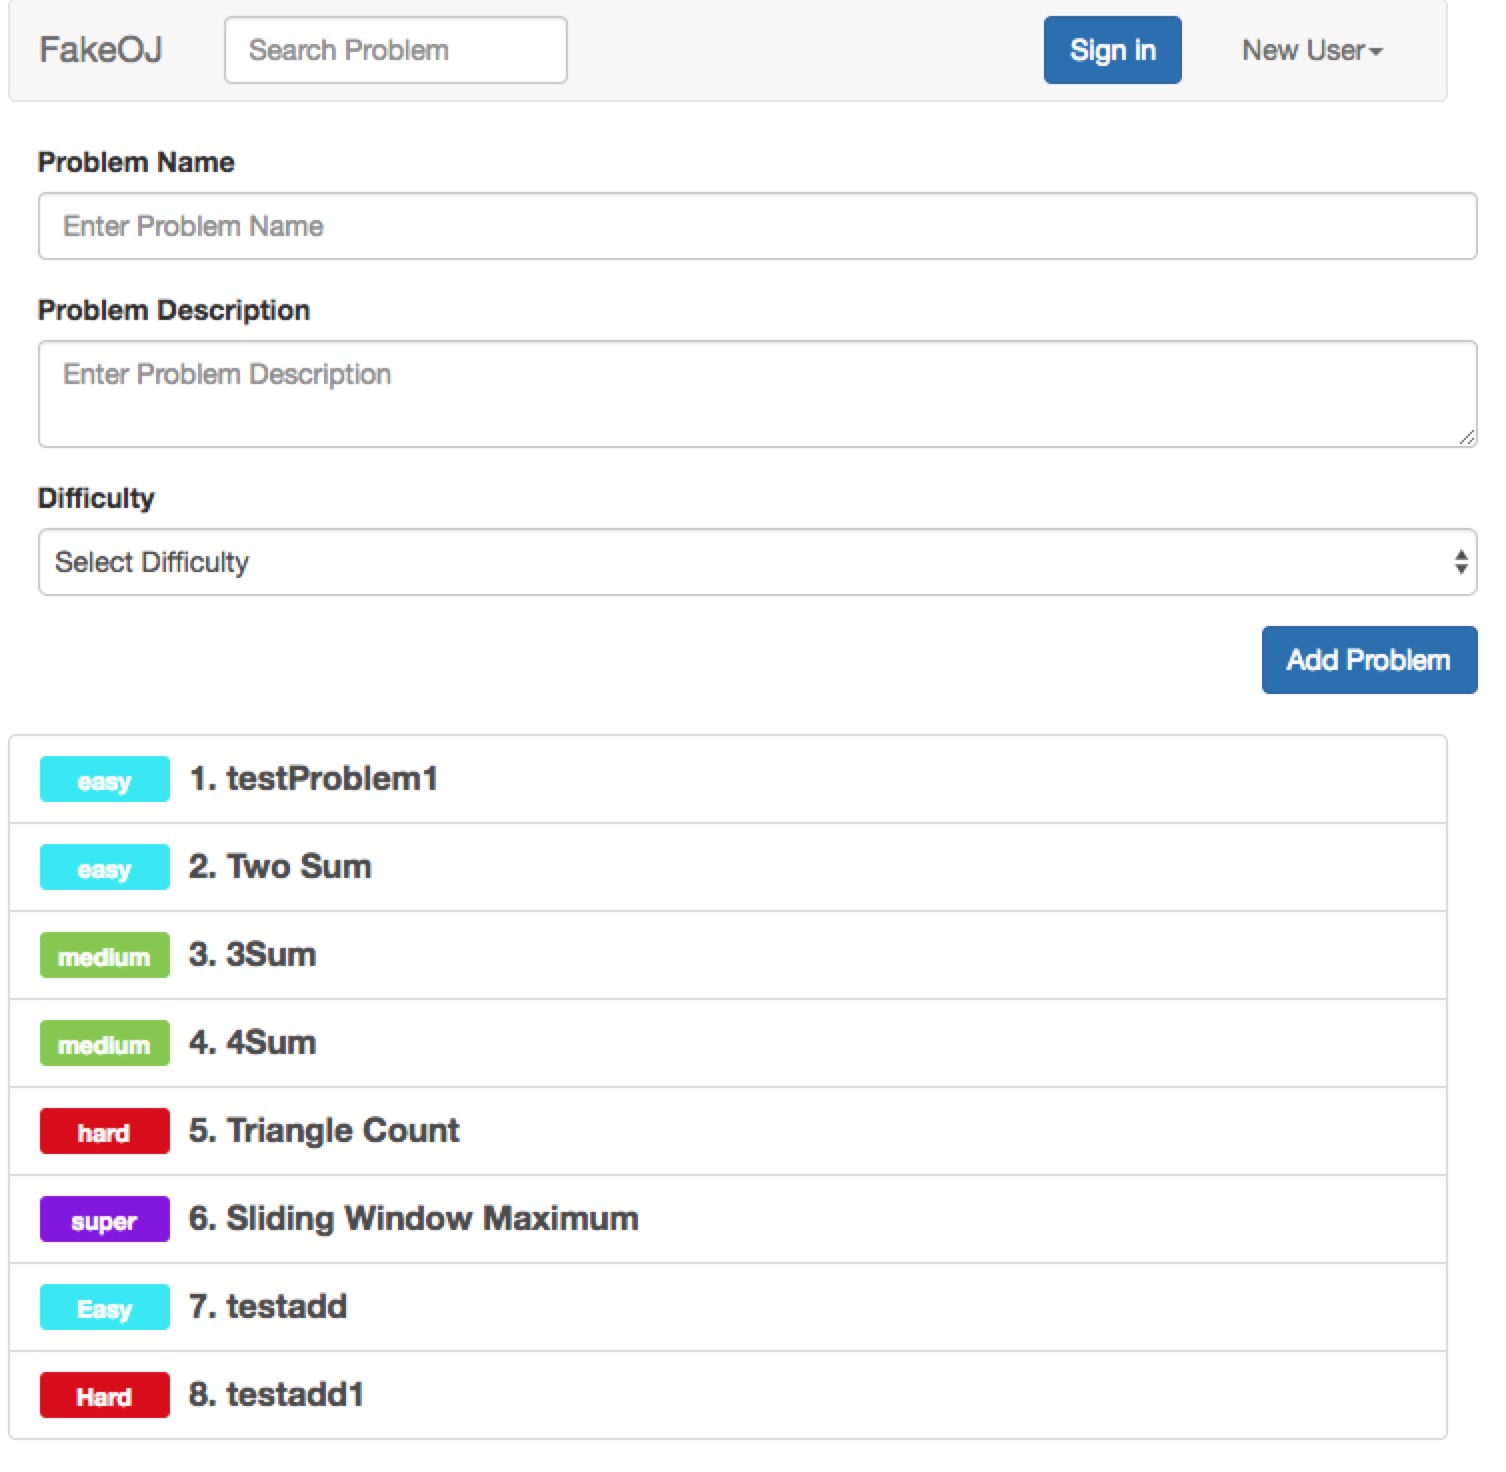 FakeOJ Search Problem Sign in New User
Problem Name
Enter Problem Name
Problem Description
Enter Problem Description
Difficulty
Select Difficulty
Add Problem
easy 1. testProblem1
easy 2. Two Sum
medium 3. 3Sum
medium 4. 4Sum
hard 5. Triangle Count
super 6. Sliding Window Maximum
Easy 7. testadd
Hard 8. testadd1